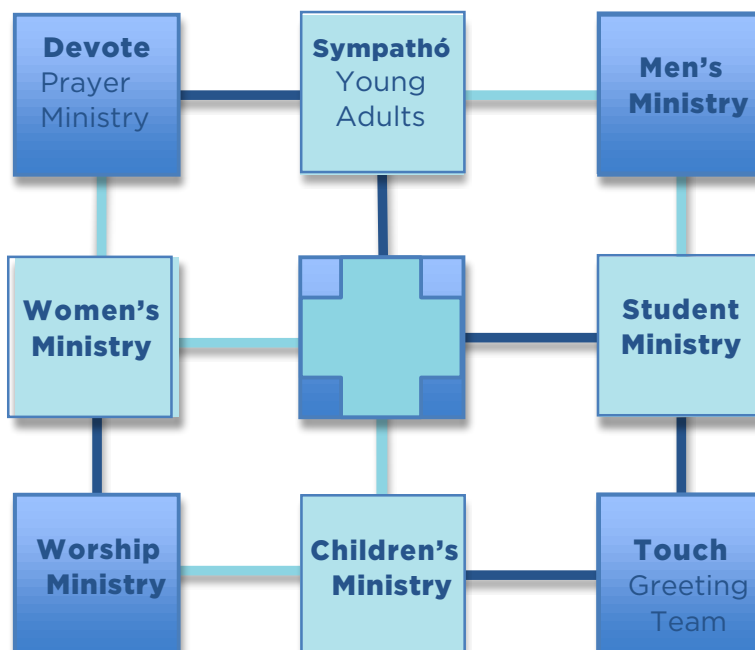 Devote
Prayer
Ministry
Sympathó
Young
Adults
Men's
Ministry
Women's
Ministry
Student
Ministry
Worship
Ministry
Children's
Ministry
Touch
Greeting
Team